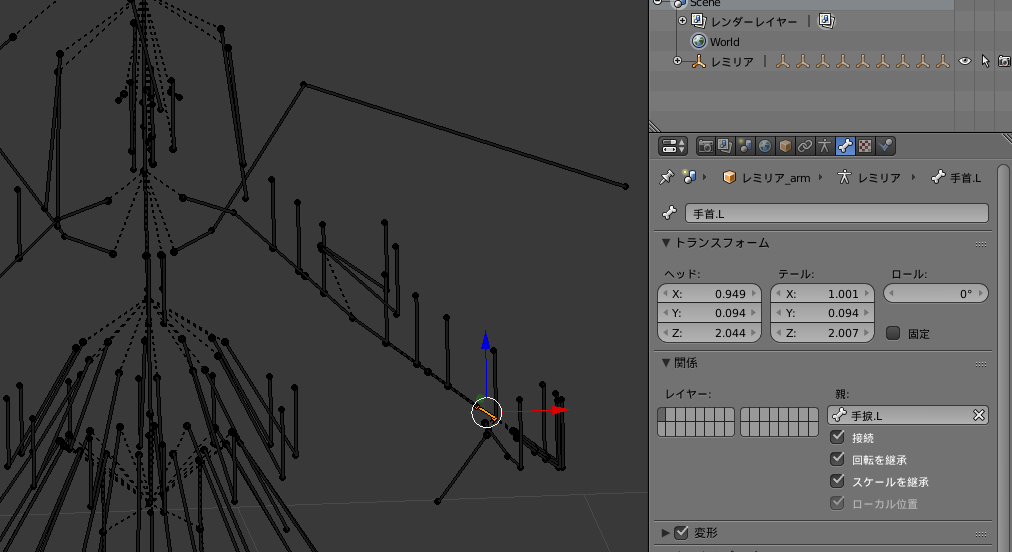 Scene
レンダーレイヤー |
World
レミリア |
レミリア_arm レミリア 手首.L
手首.L
トランスフォーム
ヘッド: テール: ロール:
X: 0.949 X: 1.001 0°
Y: 0.094 Y: 0.094
Z: 2.044 Z: 2.007 固定
関係
レイヤー: 親:
手捩.L
接続
回転を継承
スケールを継承
ローカル位置
変形